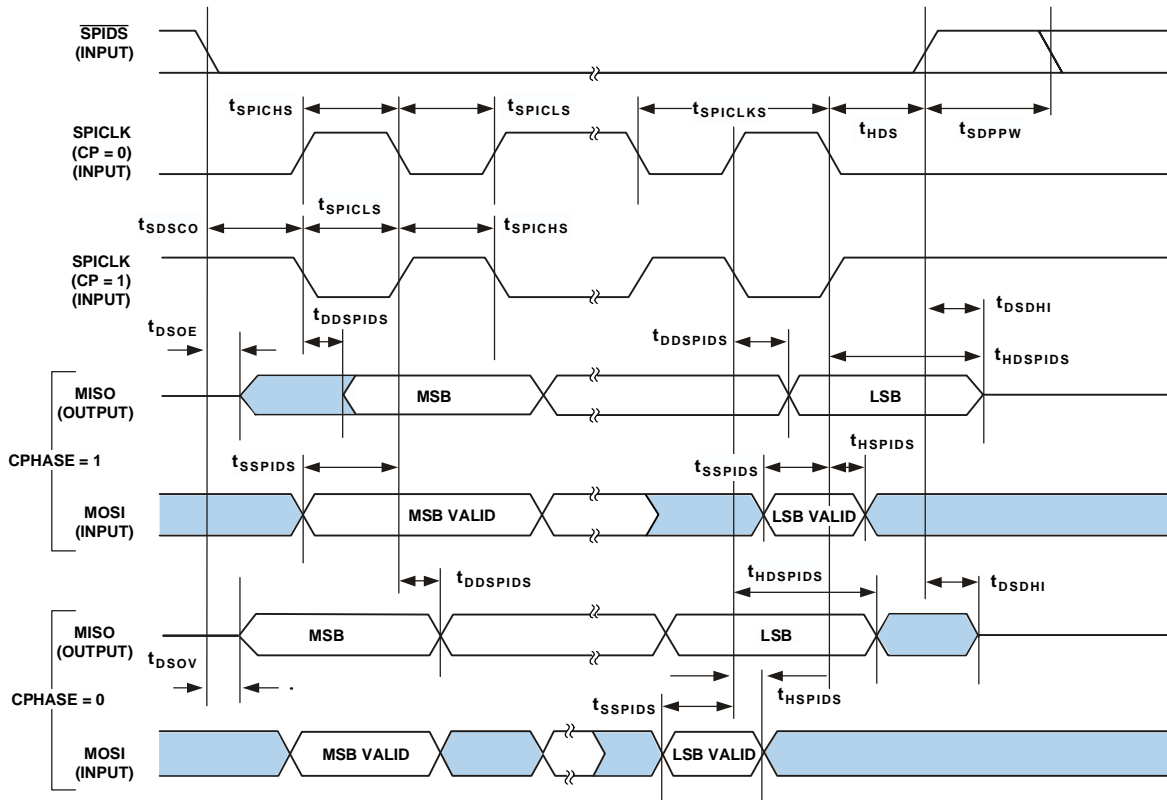 SPIDS
(INPUT)
tSPICHS
tSPICLS
tSPICLKS
tHDS
tSDPPW
SPICLK
(CP = 0)
(INPUT)
tSDSCO
tSPICLS
tSPICHS
SPICLK
(CP = 1)
(INPUT)
tDSOE
tDDSPIDS
tDDSPIDS
tDSDHI
tHDSPIDS
CPHASE = 1
MISO
(OUTPUT)
MSB
LSB
tSSPIDS
tSSPIDS
tHSPIDS
MOSI
(INPUT)
MSB VALID
LSB VALID
tDDSPIDS
tHDSPIDS
tDSDHI
CPHASE = 0
MISO
(OUTPUT)
MSB
LSB
tDSOV
tSSPIDS
tHSPIDS
MOSI
(INPUT)
MSB VALID
LSB VALID